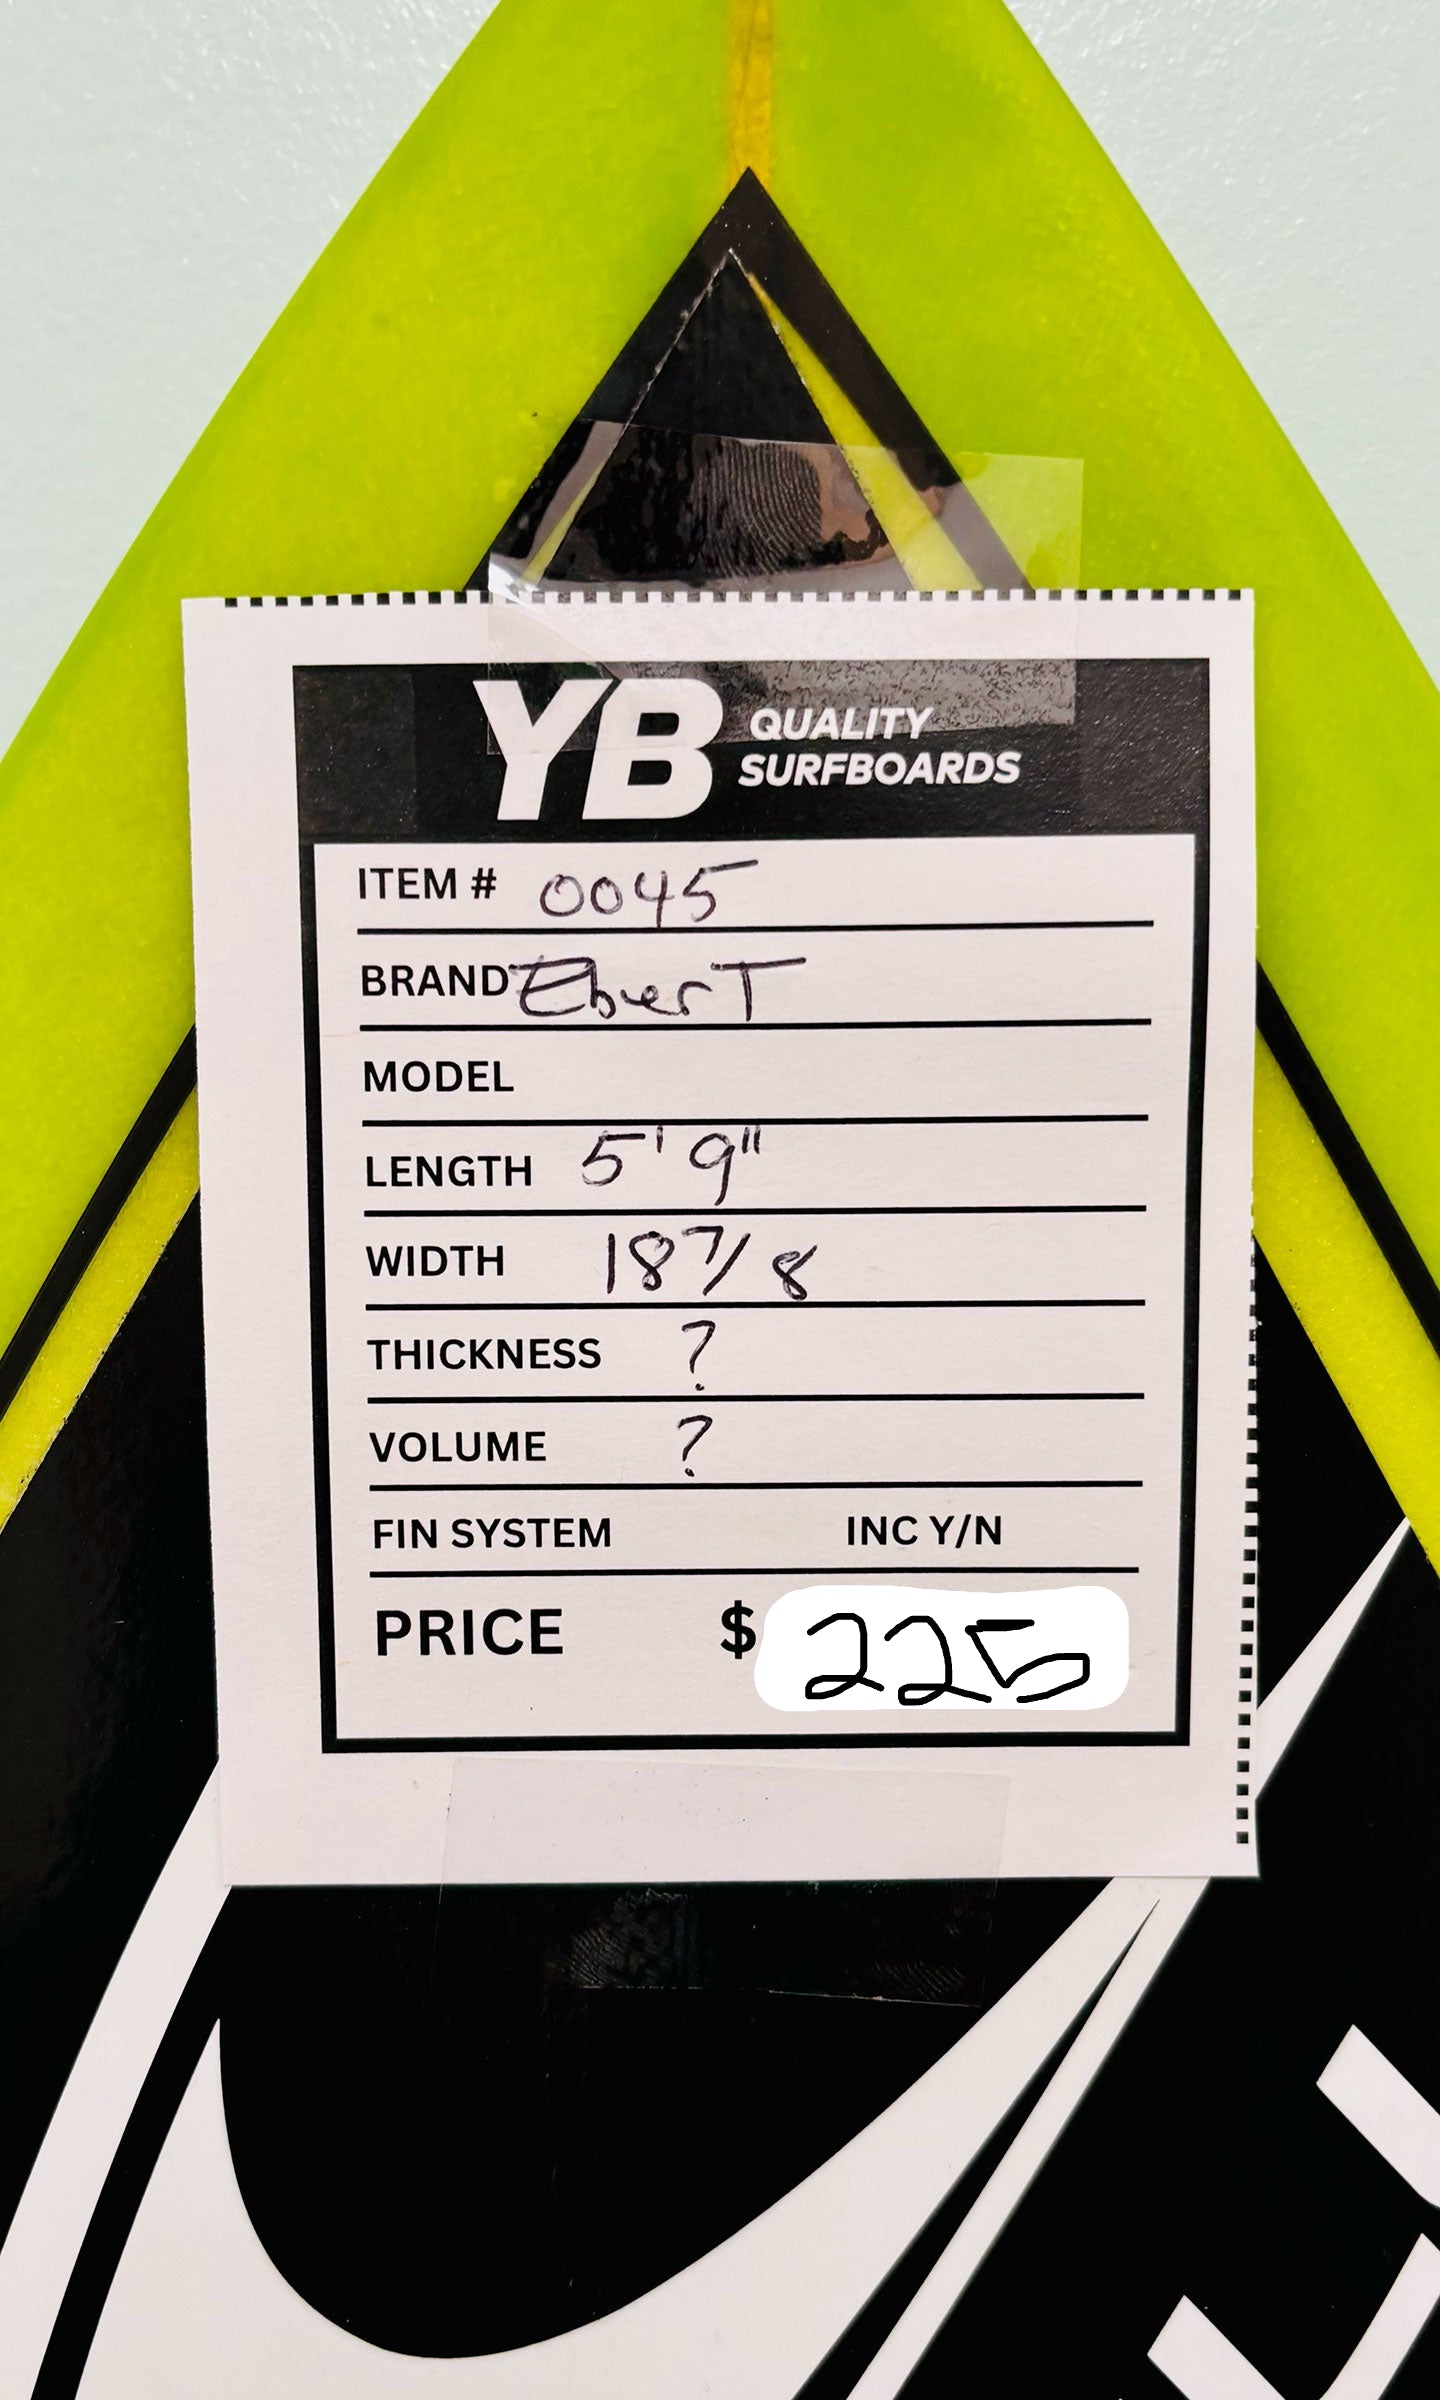 YB QUALITY
SURFBOARDS
ITEM # 0045
BRAND EberT
MODEL
LENGTH 5' 9"
WIDTH 18 7/8
THICKNESS ?
VOLUME ?
FIN SYSTEM INC Y/N
PRICE $ 225